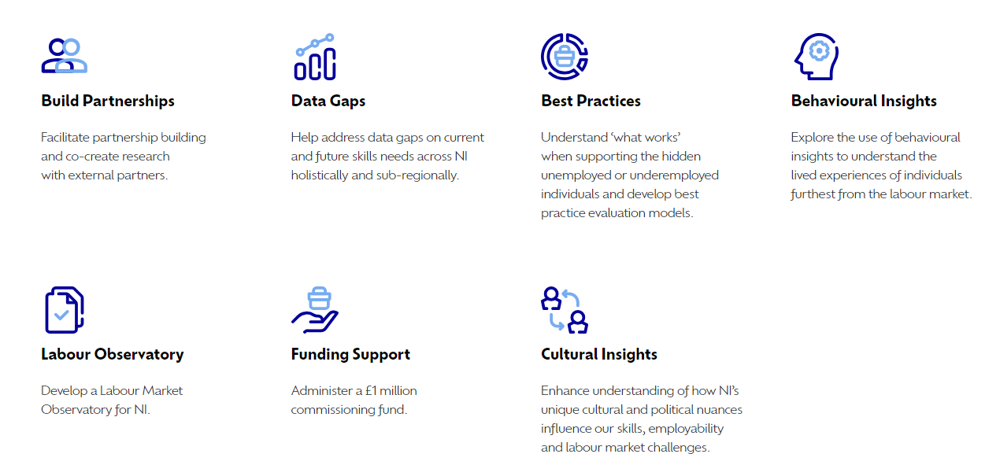 Build Partnerships
Facilitate partnership building
and co-create research
with external partners.
Data Gaps
Help address data gaps on current
and future skills needs across NI
holistically and sub-regionally.
Best Practices
Understand ‘what works’
when supporting the hidden
unemployed or underemployed
individuals and develop best
practice evaluation models.
Behavioural Insights
Explore the use of behavioural
insights to understand the
lived experiences of individuals
furthest from the labour market.
Labour Observatory
Develop a Labour Market
Observatory for NI.
Funding Support
Administer a £1 million
commissioning fund.
Cultural Insights
Enhance understanding of how NI’s
unique cultural and political nuances
influence our skills, employability
and labour market challenges.